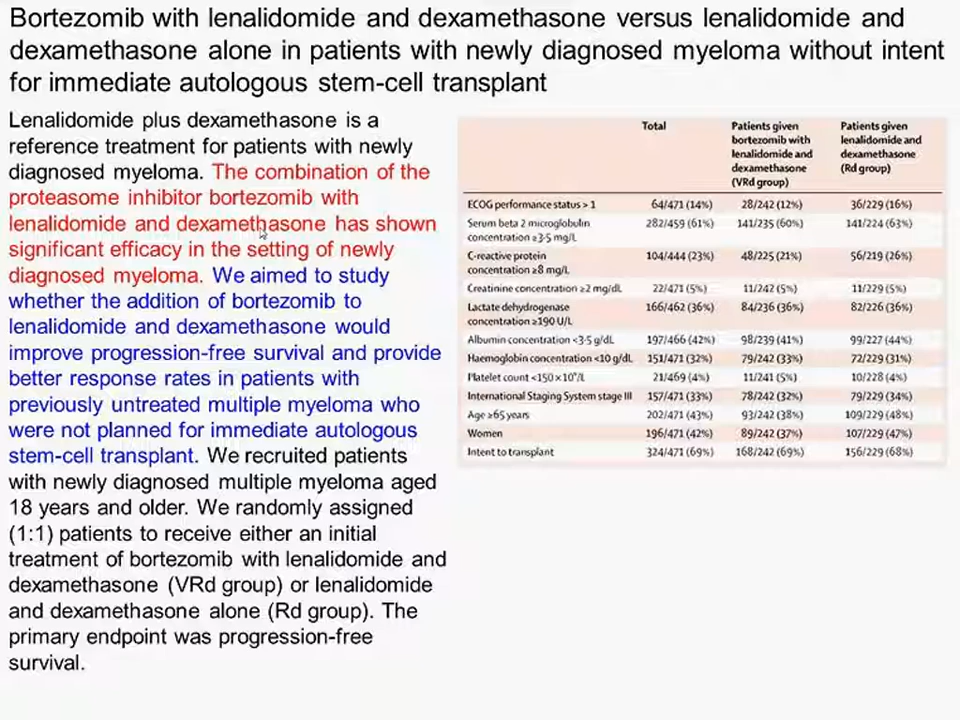 Bortezomib with lenalidomide and dexamethasone versus lenalidomide and
dexamethasone alone in patients with newly diagnosed myeloma without intent
for immediate autologous stem-cell transplant
Lenalidomide plus dexamethasone is a
reference treatment for patients with newly
diagnosed myeloma. The combination of the
proteasome inhibitor bortezomib with
lenalidomide and dexamethasone has shown
significant efficacy in the setting of newly
diagnosed myeloma. We aimed to study
whether the addition of bortezomib to
lenalidomide and dexamethasone would
improve progression-free survival and provide
better response rates in patients with
previously untreated multiple myeloma who
were not planned for immediate autologous
stem-cell transplant. We recruited patients
with newly diagnosed multiple myeloma aged
18 years and older. We randomly assigned
(1:1) patients to receive either an initial
treatment of bortezomib with lenalidomide and
dexamethasone (VRd group) or lenalidomide
and dexamethasone alone (Rd group). The
primary endpoint was progression-free
survival.
Total Patients given Patients given
bortezomib with lenalidomide and
lenalidomide and dexamethasone
dexamethasone (Rd group)
(VRd group)
ECOG performance status > 1 64/471 (14%) 28/242 (12%) 36/229 (16%)
Serum beta 2 microglobulin 282/459 (61%) 141/235 (60%) 141/224 (63%)
concentration ≥3·5 mg/L
C-reactive protein 104/444 (23%) 48/225 (21%) 56/219 (26%)
concentration ≥8 mg/L
Creatinine concentration ≥2 mg/dL 22/471 (5%) 11/242 (5%) 11/229 (5%)
Lactate dehydrogenase 166/462 (36%) 84/236 (36%) 82/226 (36%)
concentration ≥190 U/L
Albumin concentration <3·5 g/dL 197/466 (42%) 98/239 (41%) 99/227 (44%)
Haemoglobin concentration <10 g/dL 151/471 (32%) 79/242 (33%) 72/229 (31%)
Platelet count <150 × 10⁹/L 21/469 (4%) 11/241 (5%) 10/228 (4%)
International Staging System stage III 157/471 (33%) 78/242 (32%) 79/229 (34%)
Age ≥65 years 202/471 (43%) 93/242 (38%) 109/229 (48%)
Women 196/471 (42%) 89/242 (37%) 107/229 (47%)
Intent to transplant 324/471 (69%) 168/242 (69%) 156/229 (68%)